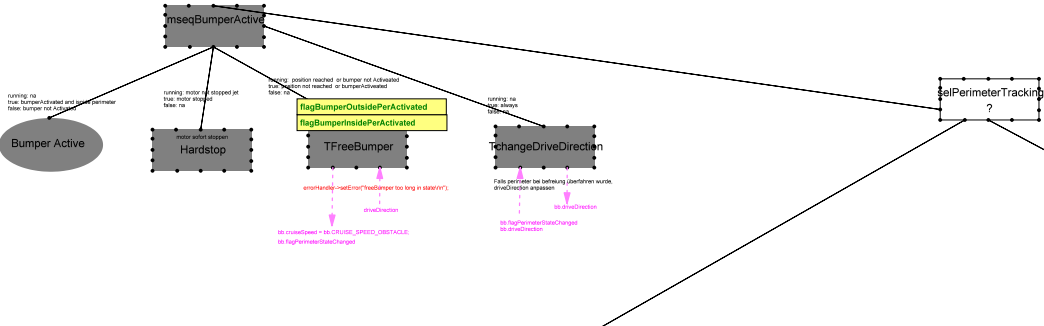 mseqBumperActive
selPerimeterTracking
?
running: na
true: bumperActivated and inside perimeter
false: bumper not Activated
Bumper Active
running: motor not stopped jet
true: motor stopped
false: na
motor sofort stoppen
Hardstop
running: position reached or bumper not Activeated
true: position not reached or bumperActiveated
false: na
flagBumperOutsidePerActivated
flagBumperInsidePerActivated
TFreeBumper
errorHandler->setError("freeBumper too long in state\n\r");
driveDirection
bb.cruiseSpeed = bb.CRUISE_SPEED_OBSTACLE;
bb.flagPerimeterStateChanged
running: na
true: always
false: na
TchangeDriveDirection
Falls perimeter bei befreiung überfahren wurde,
driveDirection anpassen
bb.driveDirection
bb.flagPerimeterStateChanged
bb.driveDirection